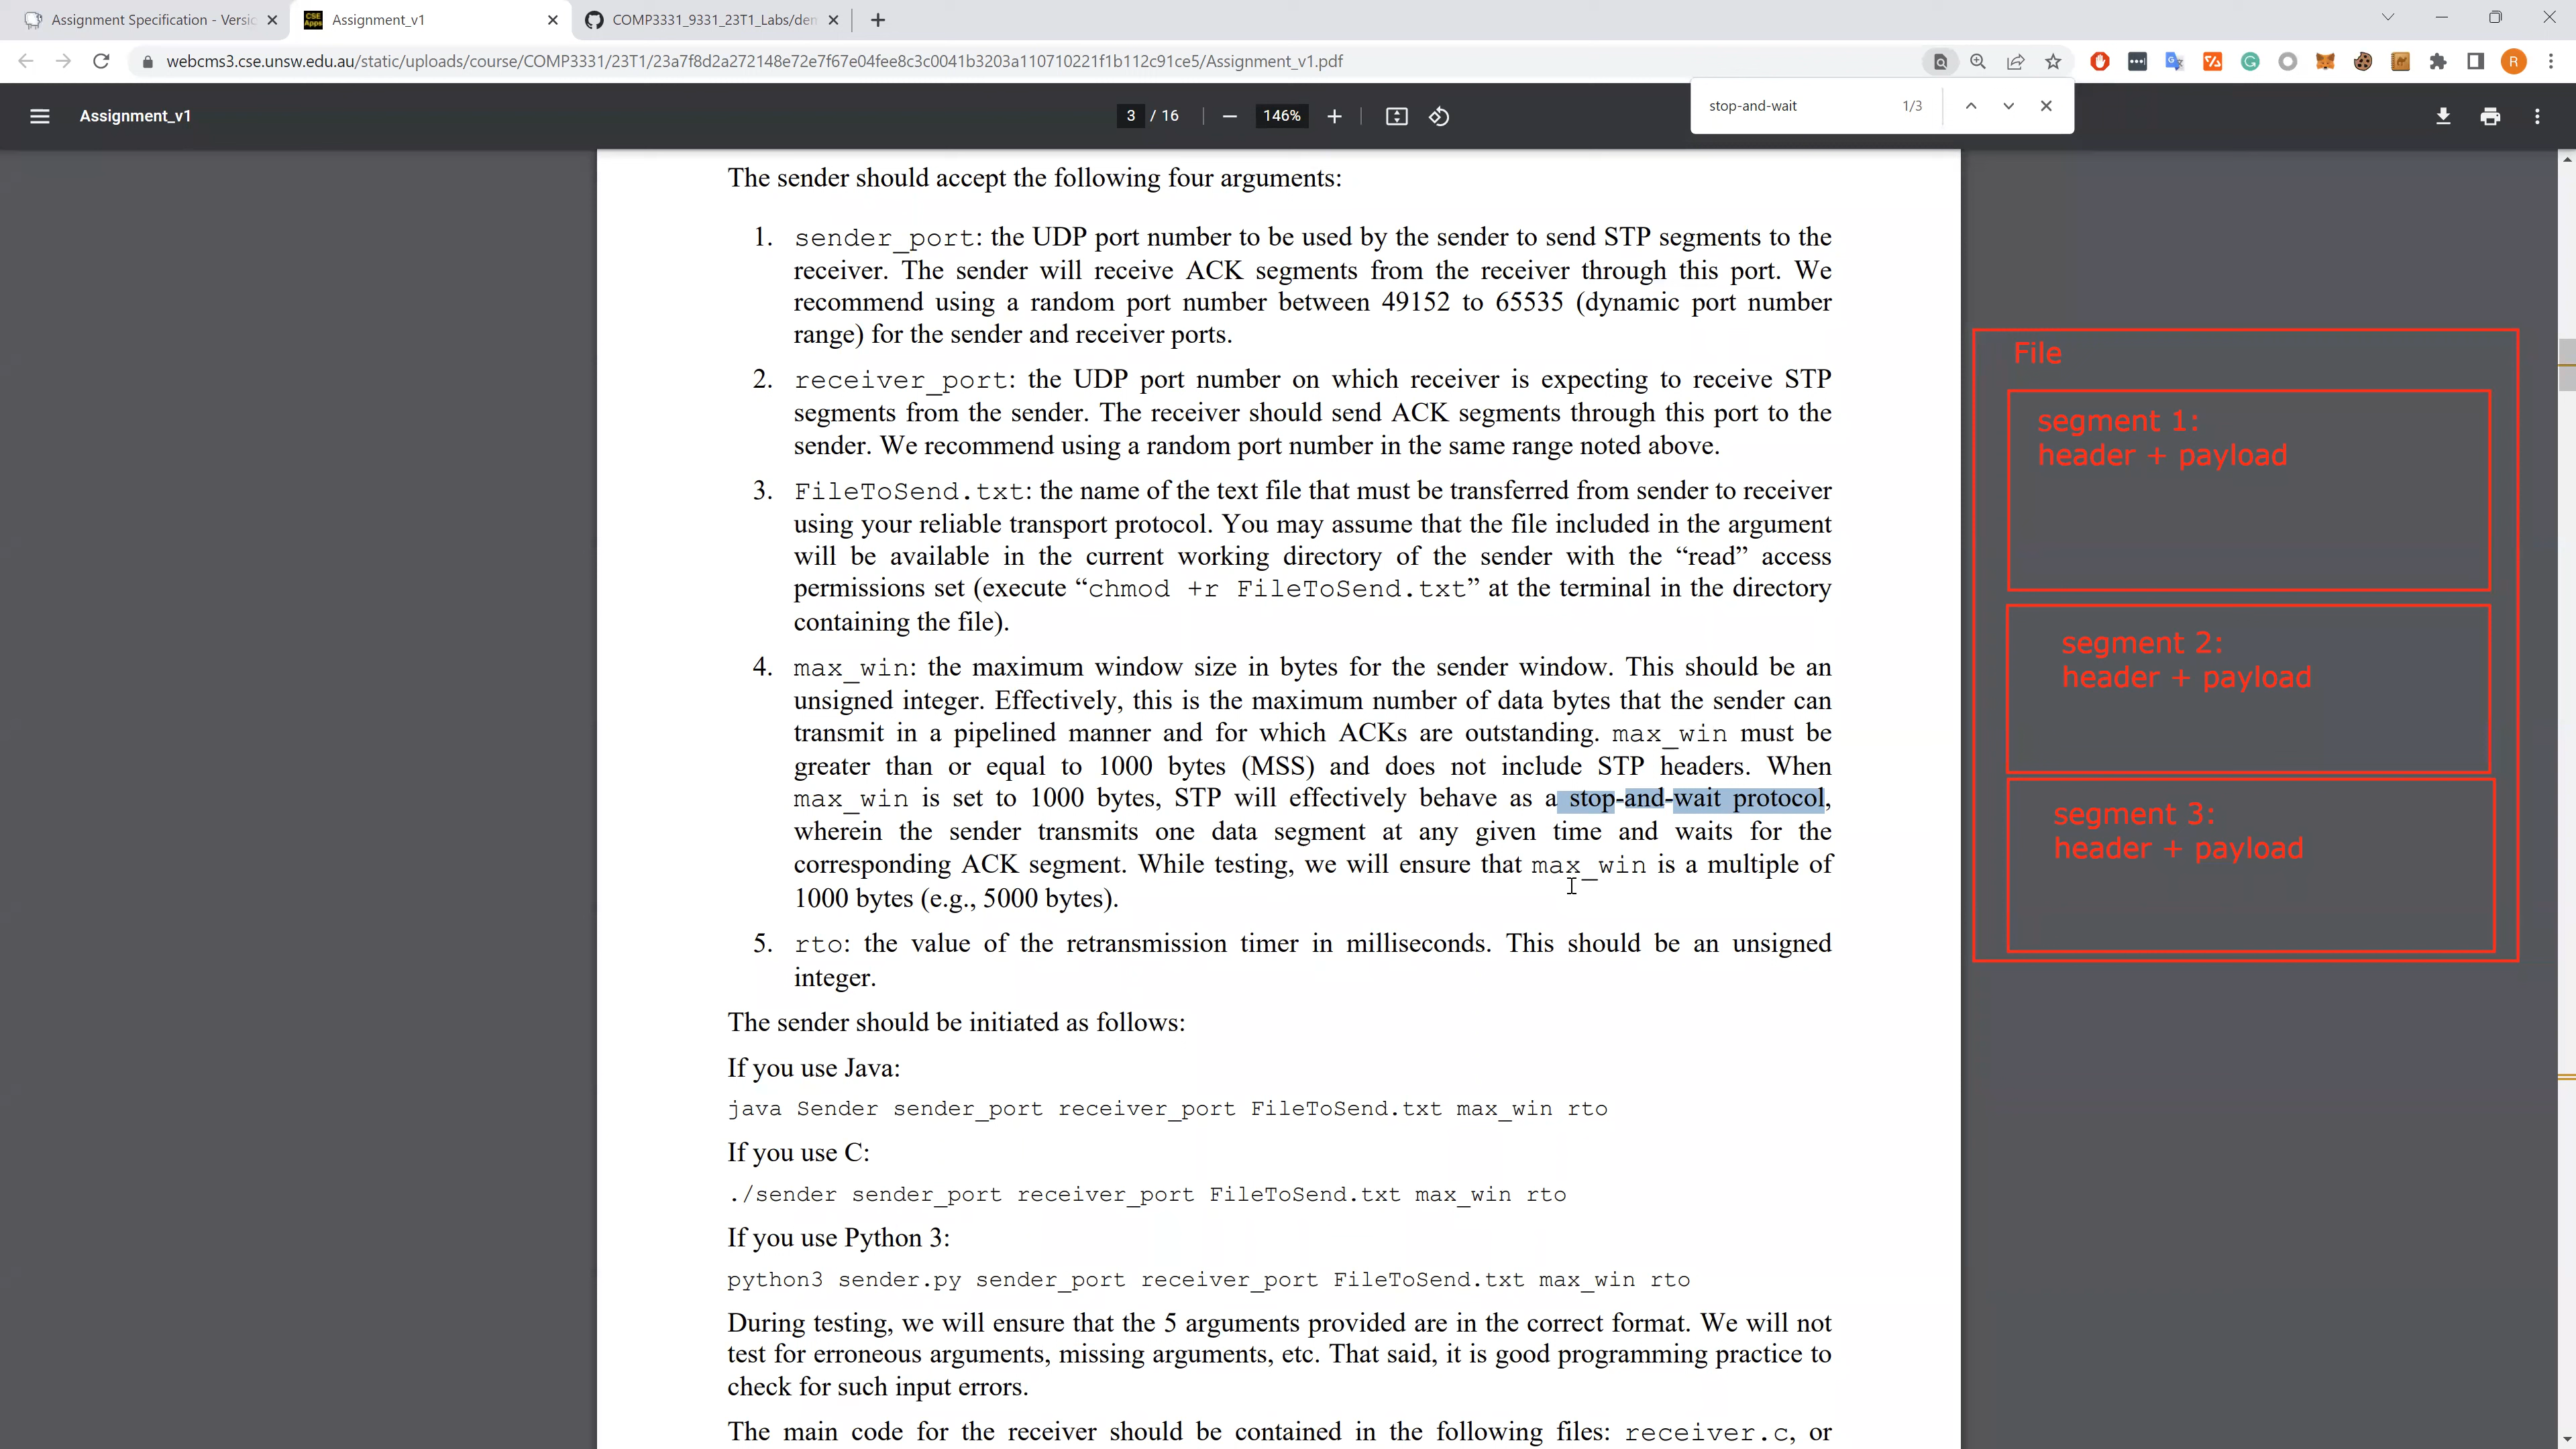 Assignment Specification - Versio
Assignment_v1
COMP3331_9331_23T1_Labs/den
webcms3.cse.unsw.edu.au/static/uploads/course/COMP3331/23T1/23a7f8d2a272148e72e7f67e04fee8c3c0041b3203a110710221f1b112c91ce5/Assignment_v1.pdf
R
Assignment_v1
3 / 16
146%
stop-and-wait 1/3
The sender should accept the following four arguments:
1. sender_port: the UDP port number to be used by the sender to send STP segments to the
receiver. The sender will receive ACK segments from the receiver through this port. We
recommend using a random port number between 49152 to 65535 (dynamic port number
range) for the sender and receiver ports.
2. receiver_port: the UDP port number on which receiver is expecting to receive STP
segments from the sender. The receiver should send ACK segments through this port to the
sender. We recommend using a random port number in the same range noted above.
3. FileToSend.txt: the name of the text file that must be transferred from sender to receiver
using your reliable transport protocol. You may assume that the file included in the argument
will be available in the current working directory of the sender with the “read” access
permissions set (execute “chmod +r FileToSend.txt” at the terminal in the directory
containing the file).
4. max_win: the maximum window size in bytes for the sender window. This should be an
unsigned integer. Effectively, this is the maximum number of data bytes that the sender can
transmit in a pipelined manner and for which ACKs are outstanding. max_win must be
greater than or equal to 1000 bytes (MSS) and does not include STP headers. When
max_win is set to 1000 bytes, STP will effectively behave as a stop-and-wait protocol,
wherein the sender transmits one data segment at any given time and waits for the
corresponding ACK segment. While testing, we will ensure that max_win is a multiple of
1000 bytes (e.g., 5000 bytes).
5. rto: the value of the retransmission timer in milliseconds. This should be an unsigned
integer.
The sender should be initiated as follows:
If you use Java:
java Sender sender_port receiver_port FileToSend.txt max_win rto
If you use C:
./sender sender_port receiver_port FileToSend.txt max_win rto
If you use Python 3:
python3 sender.py sender_port receiver_port FileToSend.txt max_win rto
During testing, we will ensure that the 5 arguments provided are in the correct format. We will not
test for erroneous arguments, missing arguments, etc. That said, it is good programming practice to
check for such input errors.
The main code for the receiver should be contained in the following files: receiver.c, or
File
segment 1:
header + payload
segment 2:
header + payload
segment 3:
header + payload